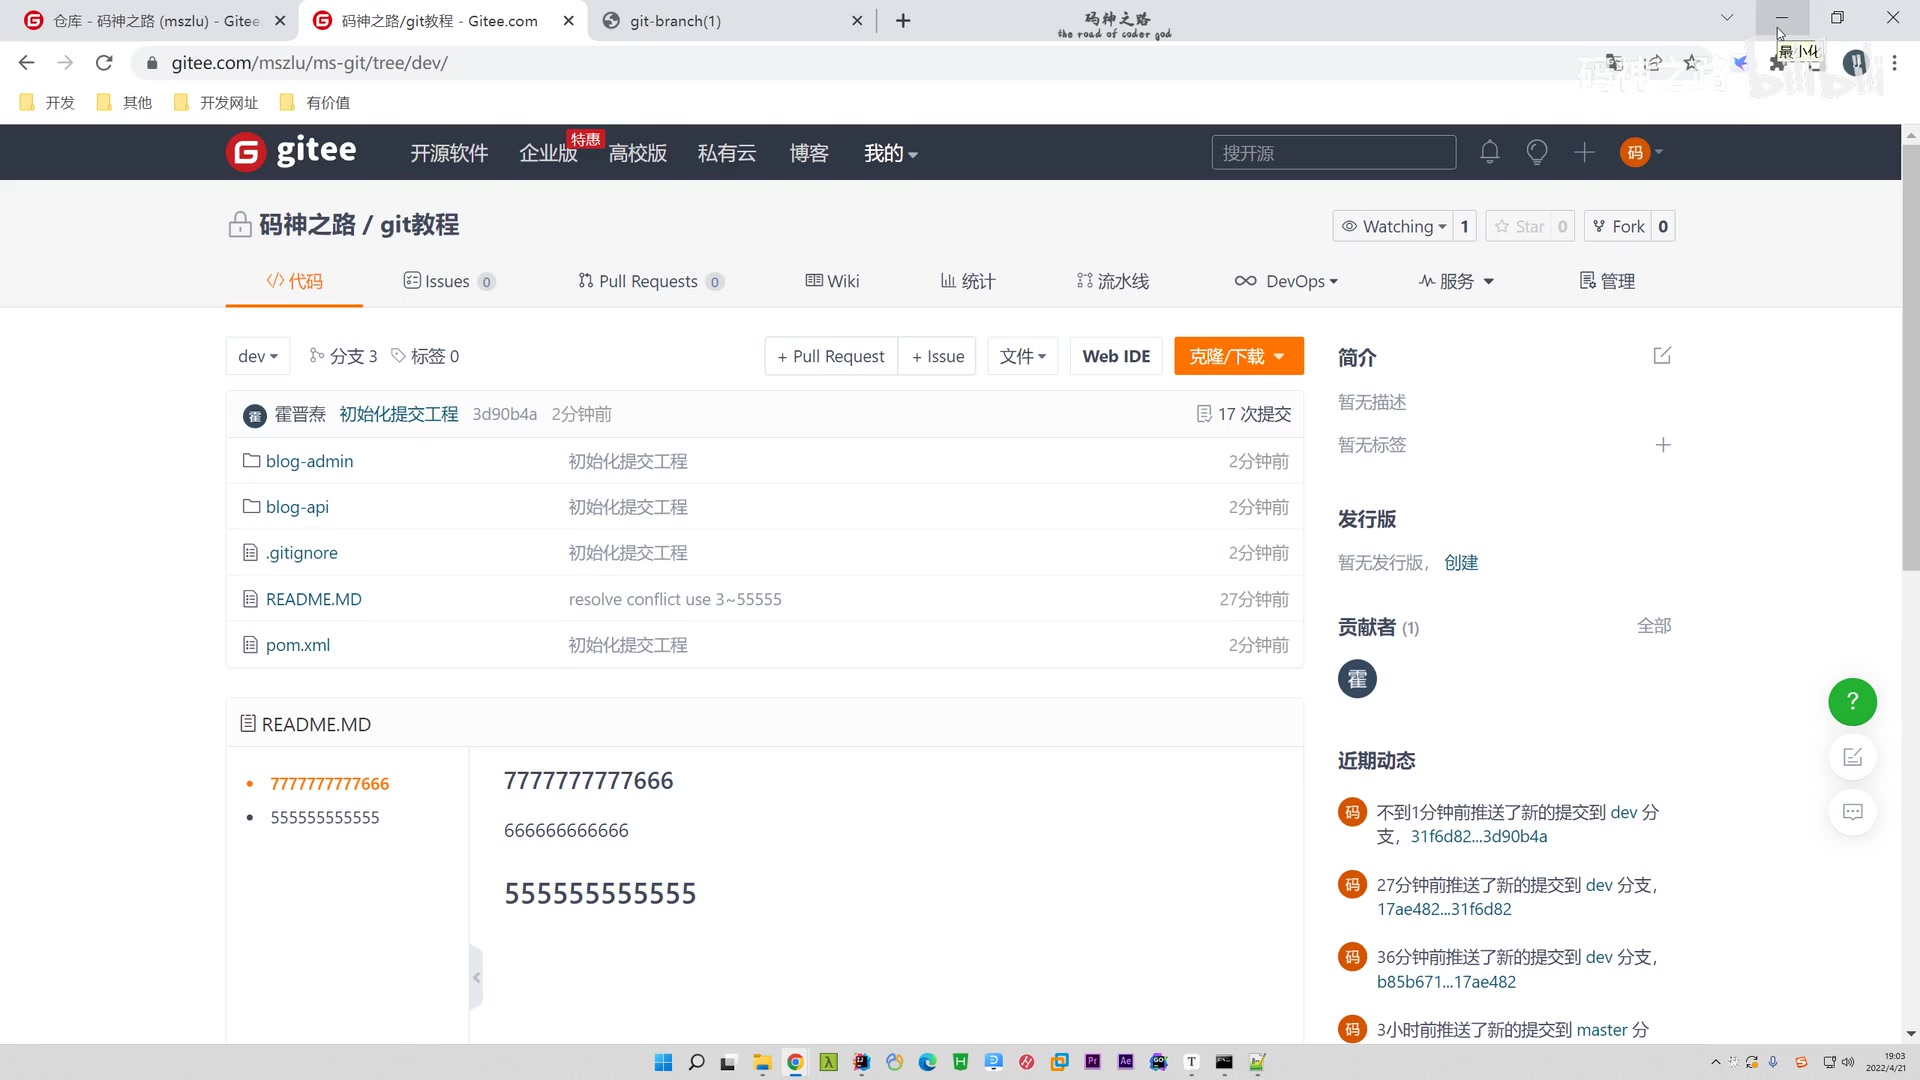 仓库 - 码神之路 (mszlu) - Gitee
码神之路/git教程 - Gitee.com
git-branch(1)
码神之路
the road of coder god
gitee.com/mszlu/ms-git/tree/dev/
码神之路
bilibili
开发
其他
开发网址
有价值
gitee
开源软件
企业版
特惠
高校版
私有云
博客
我的
搜开源
码
码神之路 / git教程
Watching 1
Star 0
Fork 0
代码
Issues 0
Pull Requests 0
Wiki
统计
流水线
DevOps
服务
管理
dev
分支 3
标签 0
+ Pull Request
+ Issue
文件
Web IDE
克隆/下载
霍 霍晋焘 初始化提交工程 3d90b4a 2分钟前
17 次提交
blog-admin 初始化提交工程 2分钟前
blog-api 初始化提交工程 2分钟前
.gitignore 初始化提交工程 2分钟前
README.MD resolve conflict use 3~55555 27分钟前
pom.xml 初始化提交工程 2分钟前
README.MD
7777777777666
555555555555
7777777777666
666666666666
555555555555
简介
暂无描述
暂无标签
发行版
暂无发行版， 创建
贡献者 (1) 全部
霍
近期动态
码 不到1分钟前推送了新的提交到 dev 分
支，31f6d82...3d90b4a
码 27分钟前推送了新的提交到 dev 分支，
17ae482...31f6d82
码 36分钟前推送了新的提交到 dev 分支，
b85b671...17ae482
码 3小时前推送了新的提交到 master 分
?
19:03
2022/4/21